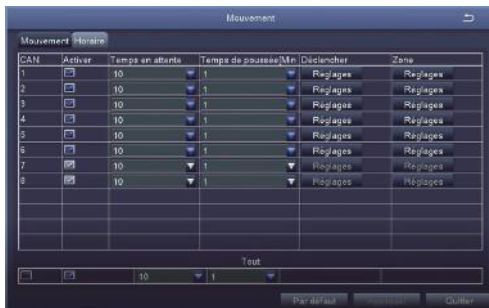 Mouvement
Mouvement Horaire
CAN Activer Temps en attente Temps de poussée(Min Déclencher Zone
1 10 1 Réglages Réglages
2 10 1 Réglages Réglages
3 10 1 Réglages Réglages
4 10 1 Réglages Réglages
5 10 1 Réglages Réglages
6 10 1 Réglages Réglages
7 10 1 Réglages Réglages
8 10 1 Réglages Réglages
Tout
10 1
Par défaut Quitter